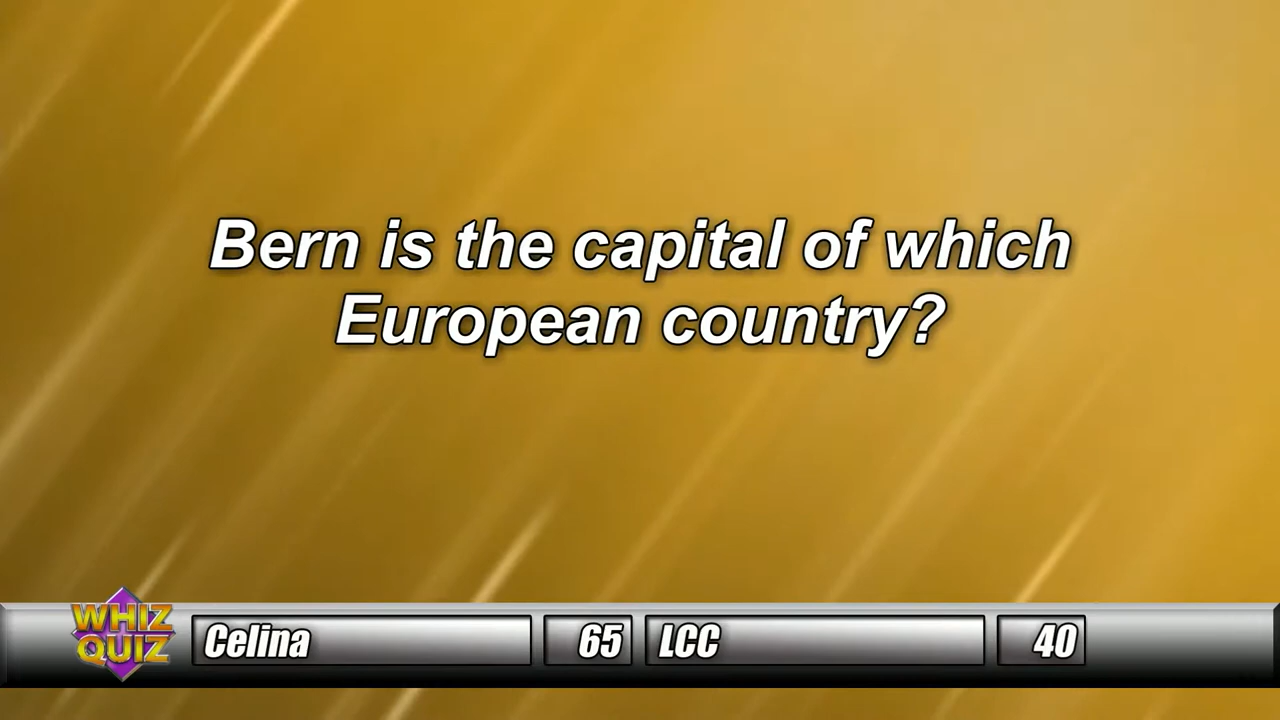 Bern is the capital of which
European country?
WHIZ
QUIZ
Celina 65 LCC 40